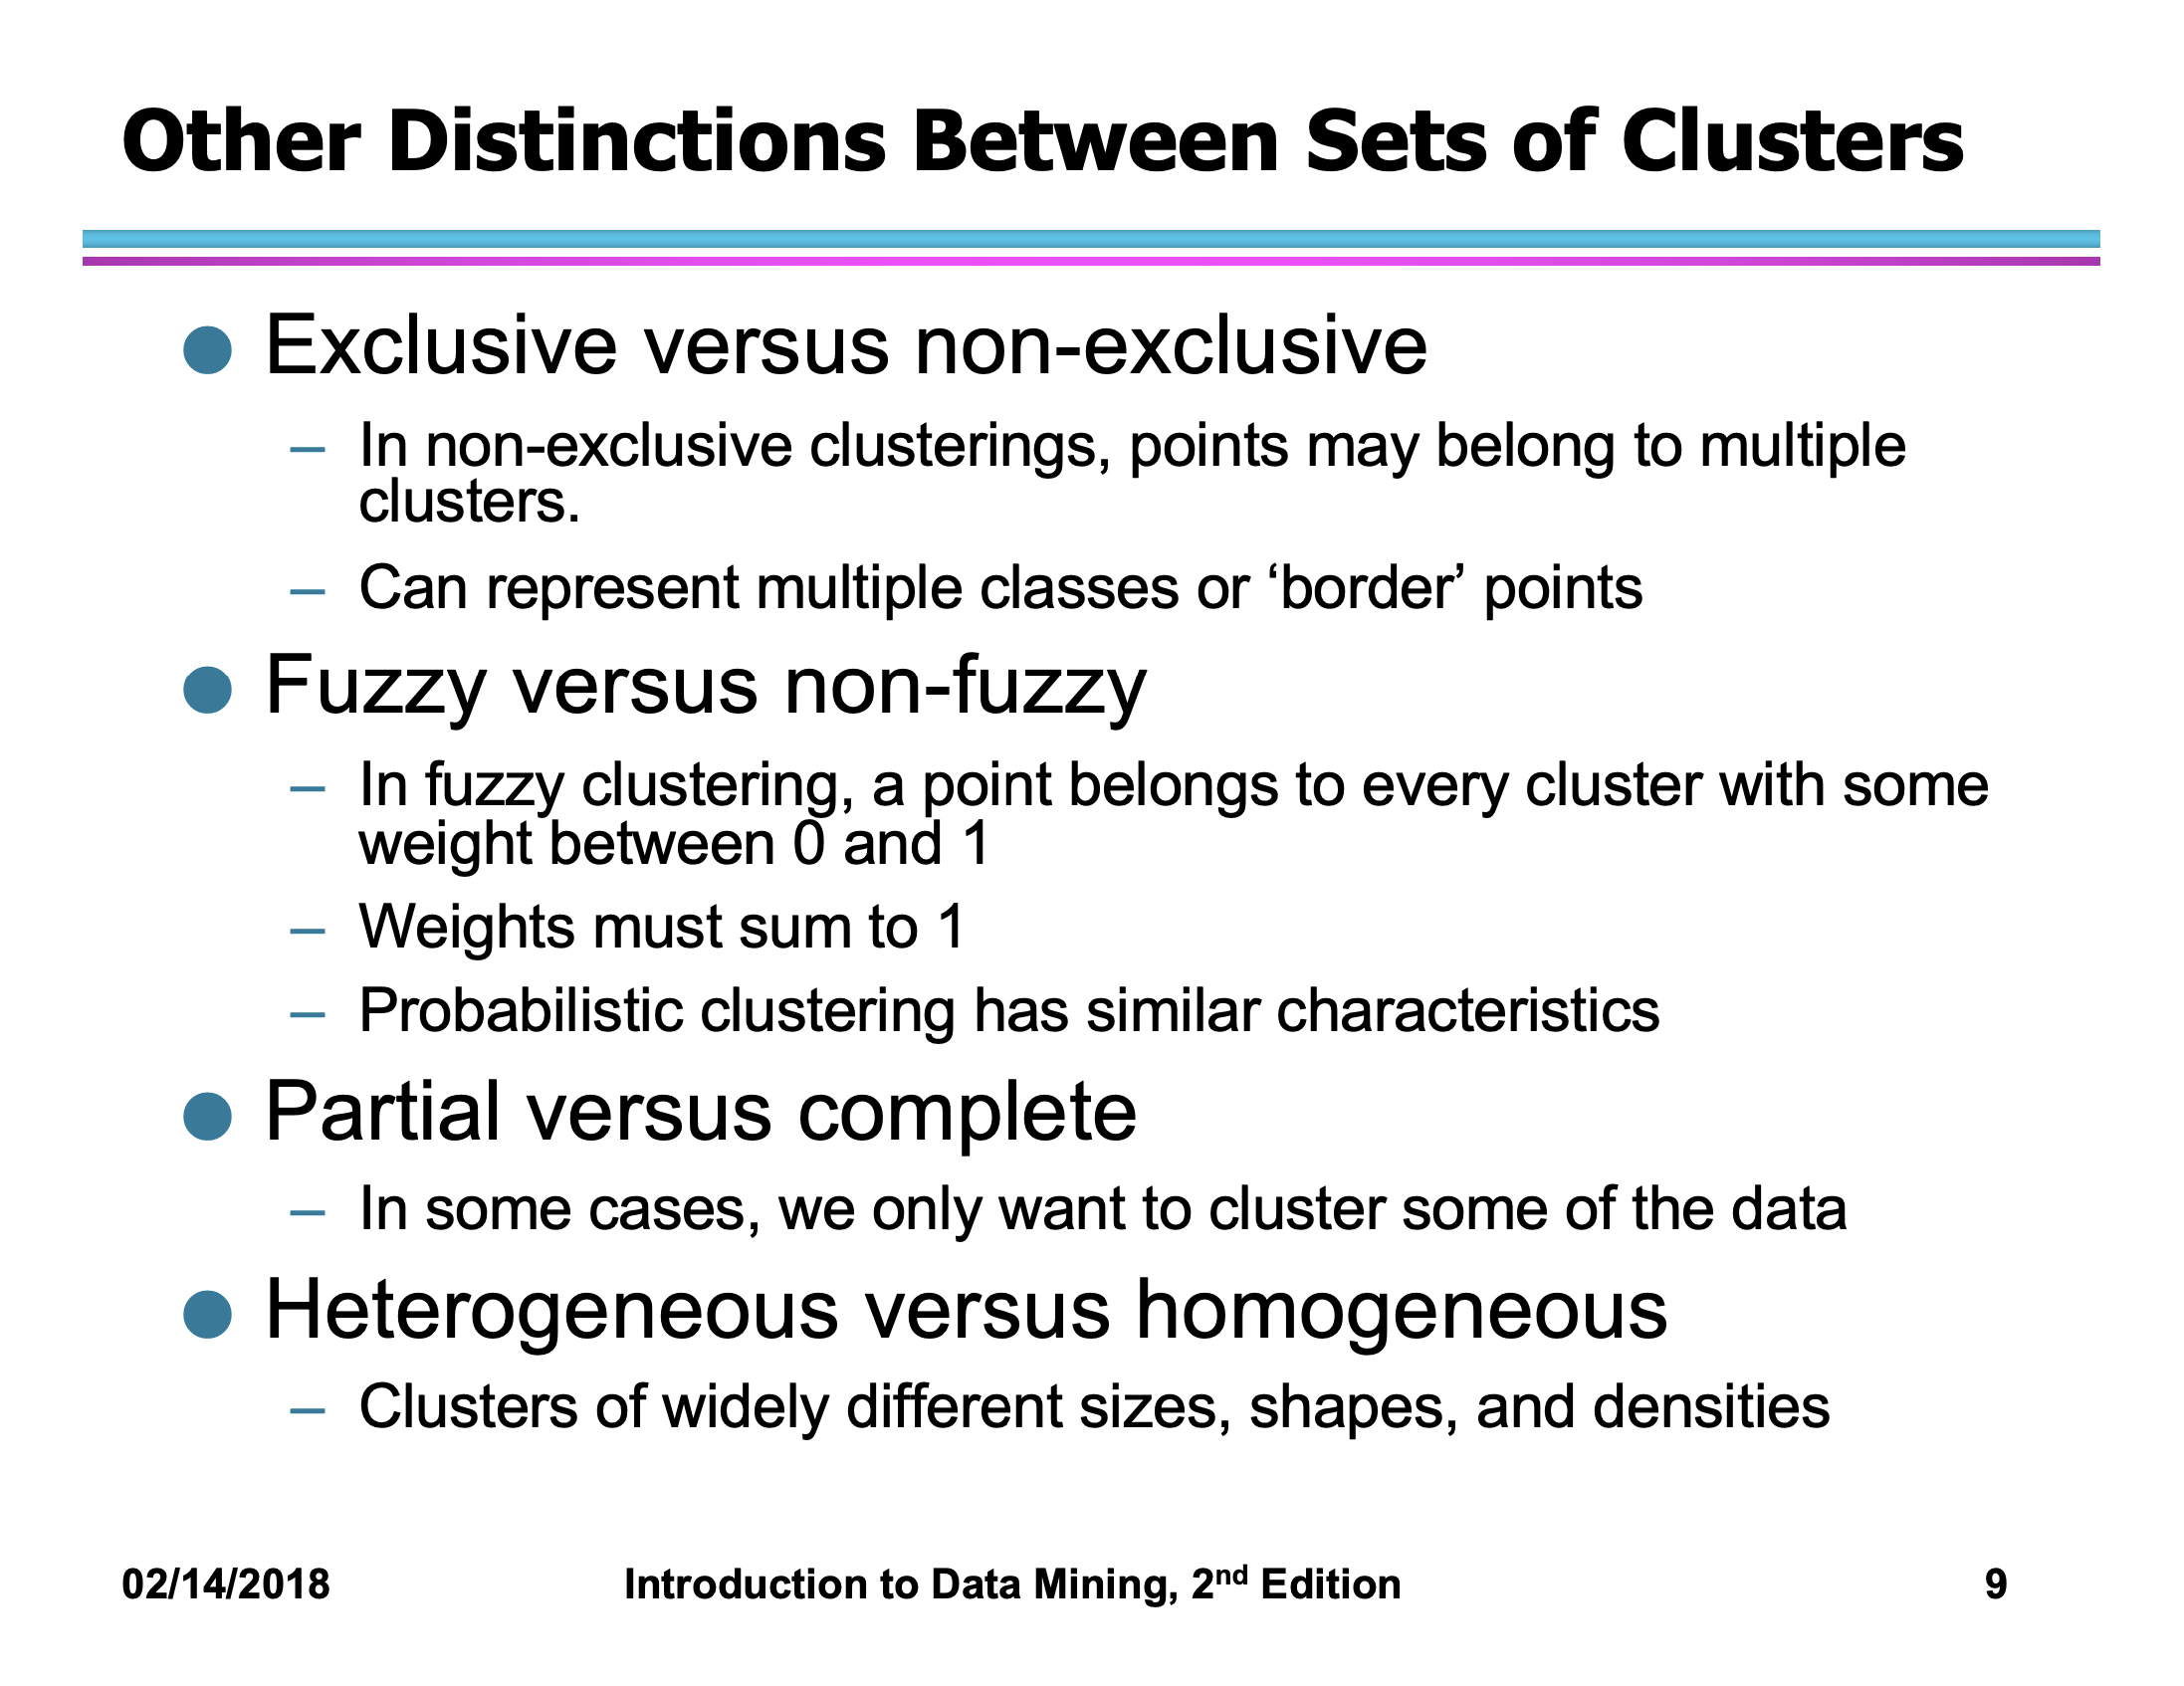 Other Distinctions Between Sets of Clusters
● Exclusive versus non-exclusive
– In non-exclusive clusterings, points may belong to multiple
clusters.
– Can represent multiple classes or ‘border’ points
● Fuzzy versus non-fuzzy
– In fuzzy clustering, a point belongs to every cluster with some
weight between 0 and 1
– Weights must sum to 1
– Probabilistic clustering has similar characteristics
● Partial versus complete
– In some cases, we only want to cluster some of the data
● Heterogeneous versus homogeneous
– Clusters of widely different sizes, shapes, and densities
02/14/2018 Introduction to Data Mining, 2nd Edition 9